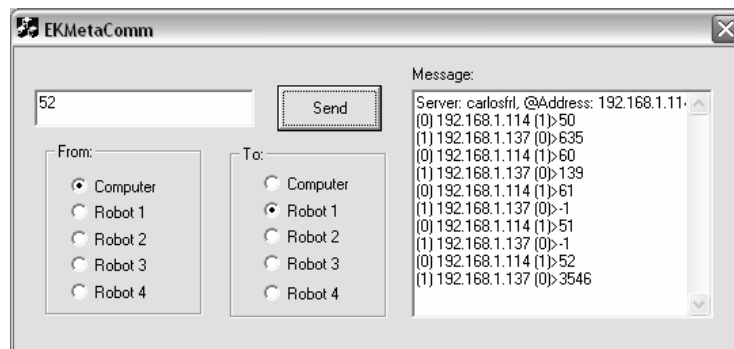 EKMetaComm
52
Send
From:
Computer
Robot 1
Robot 2
Robot 3
Robot 4
To:
Computer
Robot 1
Robot 2
Robot 3
Robot 4
Message:
Server: carlosfrl, @Address: 192.168.1.11
(0) 192.168.1.114 (1)>50
(1) 192.168.1.137 (0)>635
(0) 192.168.1.114 (1)>60
(1) 192.168.1.137 (0)>139
(0) 192.168.1.114 (1)>61
(1) 192.168.1.137 (0)>-1
(0) 192.168.1.114 (1)>51
(1) 192.168.1.137 (0)>-1
(0) 192.168.1.114 (1)>52
(1) 192.168.1.137 (0)>3546